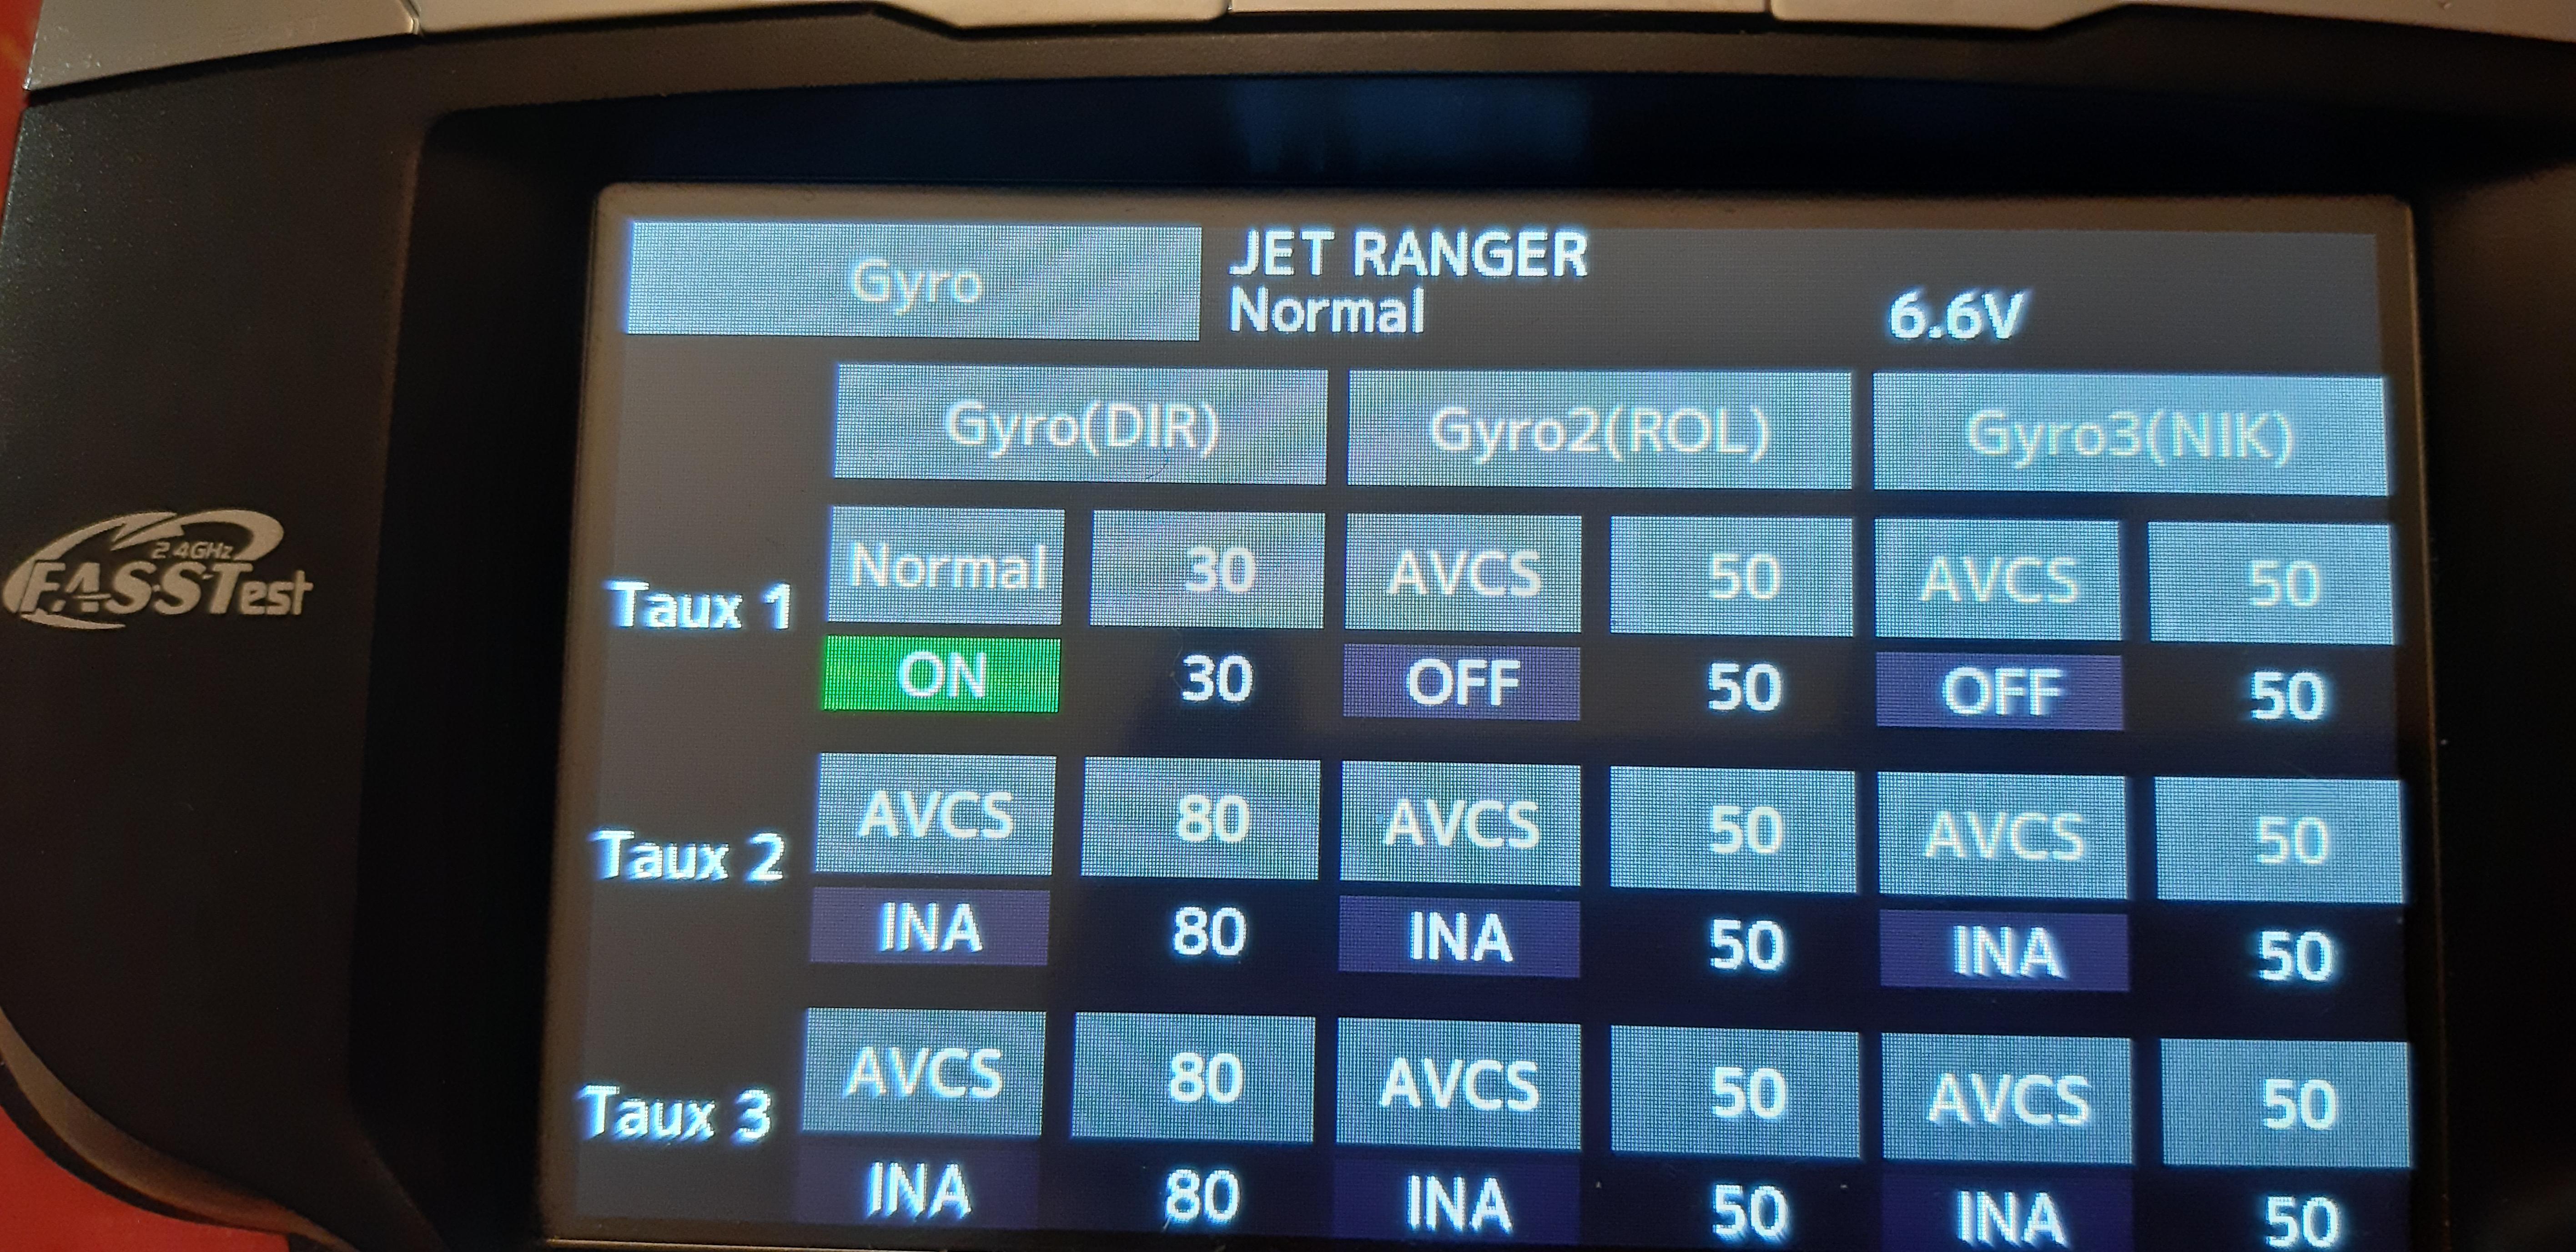 Gyro
JET RANGER
Normal
6.6V
Gyro(DIR) Gyro2(ROL) Gyro3(NIK)
Taux 1
Normal 30 AVCS 50 AVCS 50
ON 30 OFF 50 OFF 50
Taux 2
AVCS 80 AVCS 50 AVCS 50
INA 80 INA 50 INA 50
Taux 3
AVCS 80 AVCS 50 AVCS 50
INA 80 INA 50 INA 50
2.4GHz
FASSTest